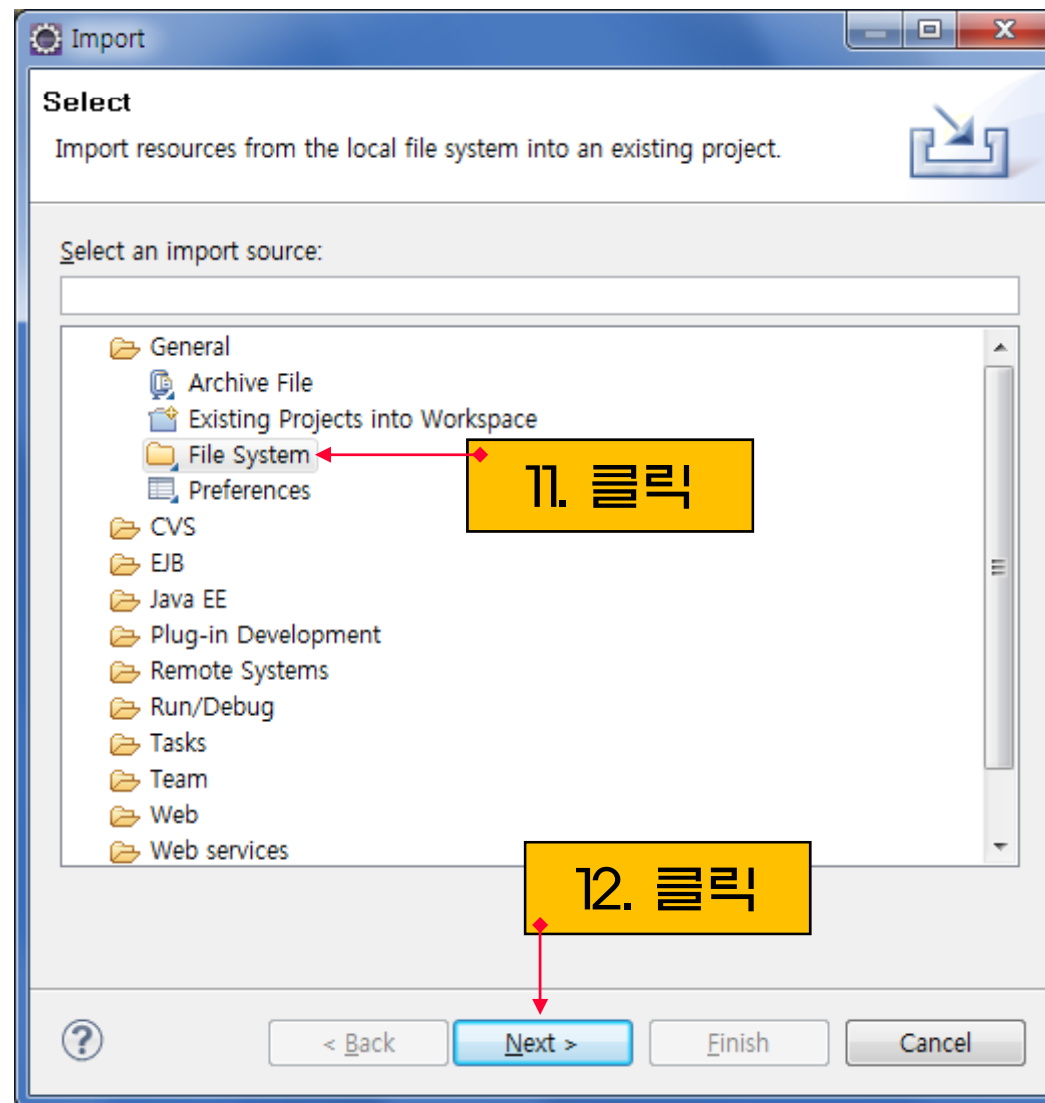 Import
Select
Import resources from the local file system into an existing project.
Select an import source:
General
Archive File
Existing Projects into Workspace
File System
11. 클릭
Preferences
CVS
EJB
Java EE
Plug-in Development
Remote Systems
Run/Debug
Tasks
Team
Web
Web services
12. 클릭
< Back Next > Finish Cancel